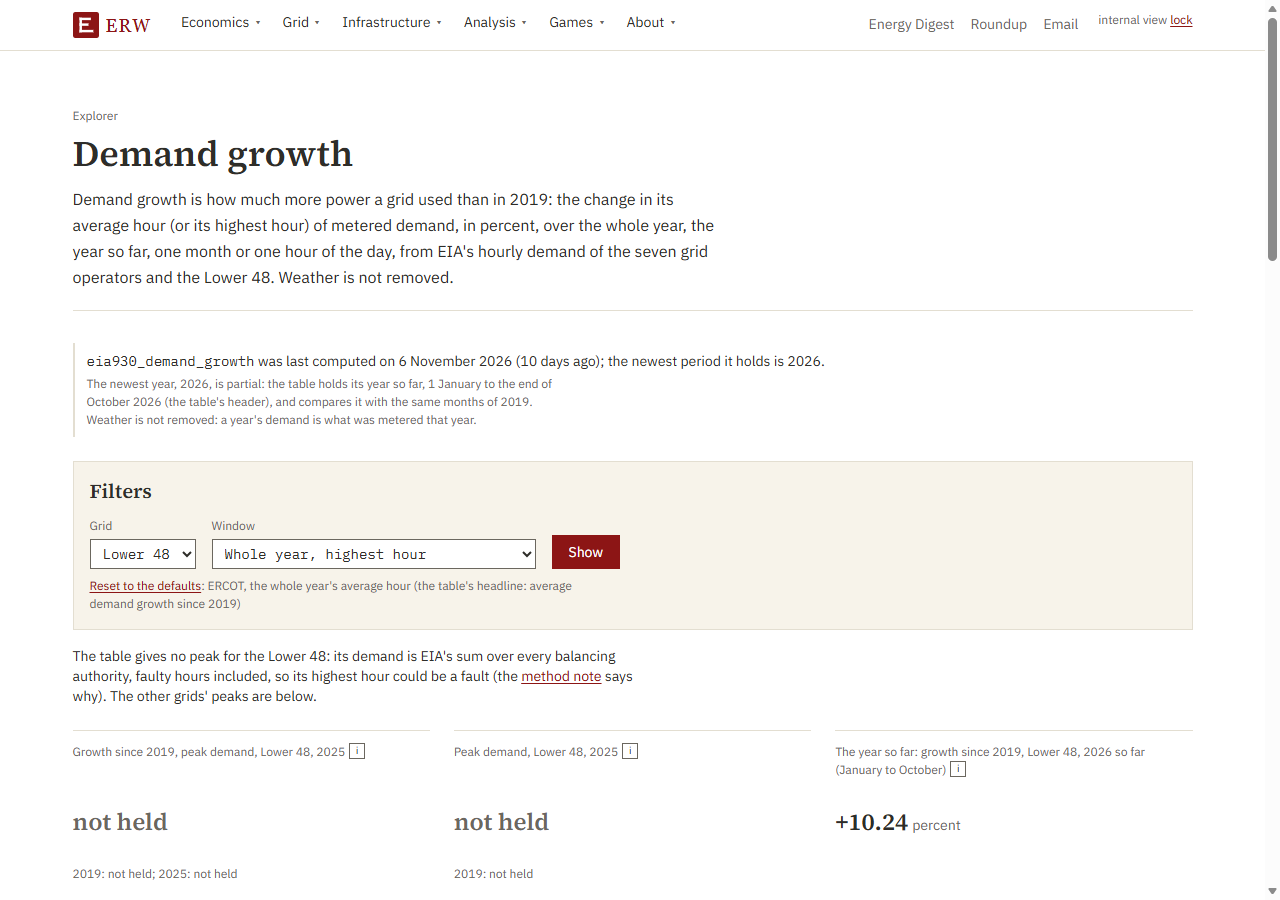 E ERW Economics Grid Infrastructure Analysis Games About Energy Digest Roundup Email internal view lock
Explorer
Demand growth
Demand growth is how much more power a grid used than in 2019: the change in its
average hour (or its highest hour) of metered demand, in percent, over the whole year, the
year so far, one month or one hour of the day, from EIA's hourly demand of the seven grid
operators and the Lower 48. Weather is not removed.
eia930_demand_growth was last computed on 6 November 2026 (10 days ago); the newest period it holds is 2026.
The newest year, 2026, is partial: the table holds its year so far, 1 January to the end of
October 2026 (the table's header), and compares it with the same months of 2019.
Weather is not removed: a year's demand is what was metered that year.
Filters
Grid Window
Lower 48 Whole year, highest hour Show
Reset to the defaults: ERCOT, the whole year's average hour (the table's headline: average
demand growth since 2019)
The table gives no peak for the Lower 48: its demand is EIA's sum over every balancing
authority, faulty hours included, so its highest hour could be a fault (the method note says
why). The other grids' peaks are below.
Growth since 2019, peak demand, Lower 48, 2025 i
not held
2019: not held; 2025: not held
Peak demand, Lower 48, 2025 i
not held
2019: not held
The year so far: growth since 2019, Lower 48, 2026 so far
(January to October) i
+10.24 percent